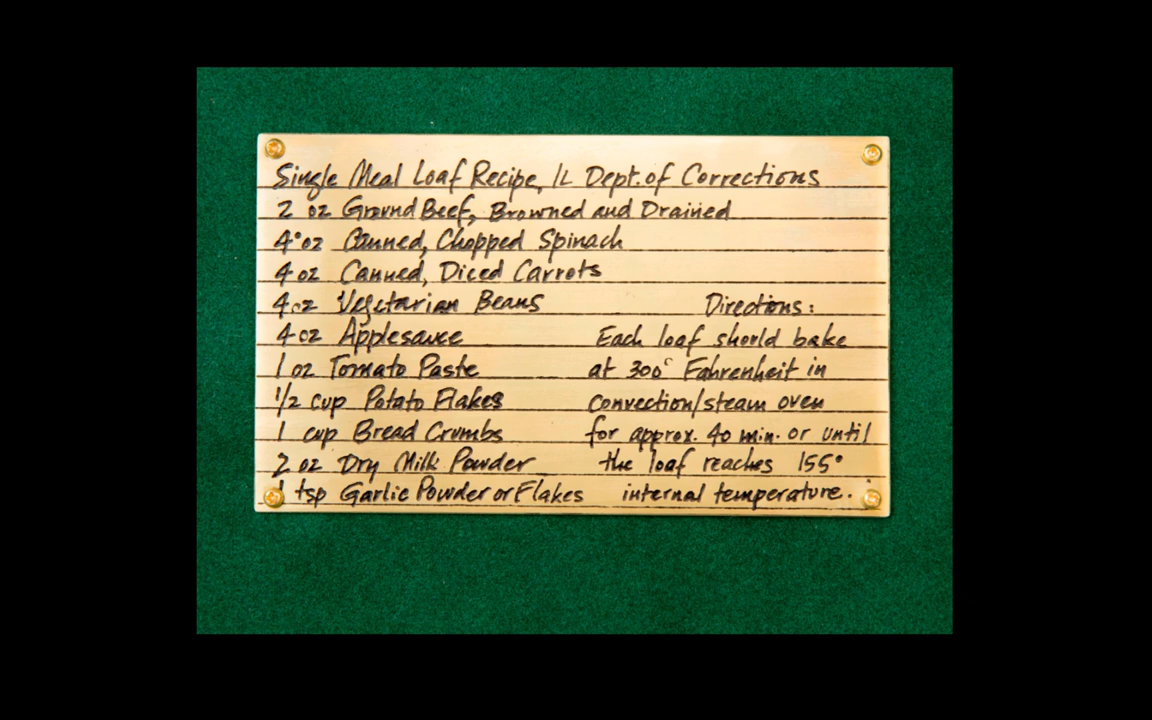 Single Meal Loaf Recipe, IL Dept. of Corrections
2 oz Ground Beef, Browned and Drained
4 oz Canned, Chopped Spinach
4 oz Canned, Diced Carrots
4 oz Vegetarian Beans
4 oz Applesauce
1 oz Tomato Paste
1/2 cup Potato Flakes
1 cup Bread Crumbs
2 oz Dry Milk Powder
1 tsp Garlic Powder or Flakes
Directions:
Each loaf should bake
at 300° Fahrenheit in
convection/steam oven
for approx. 40 min. or until
the loaf reaches 155°
internal temperature.